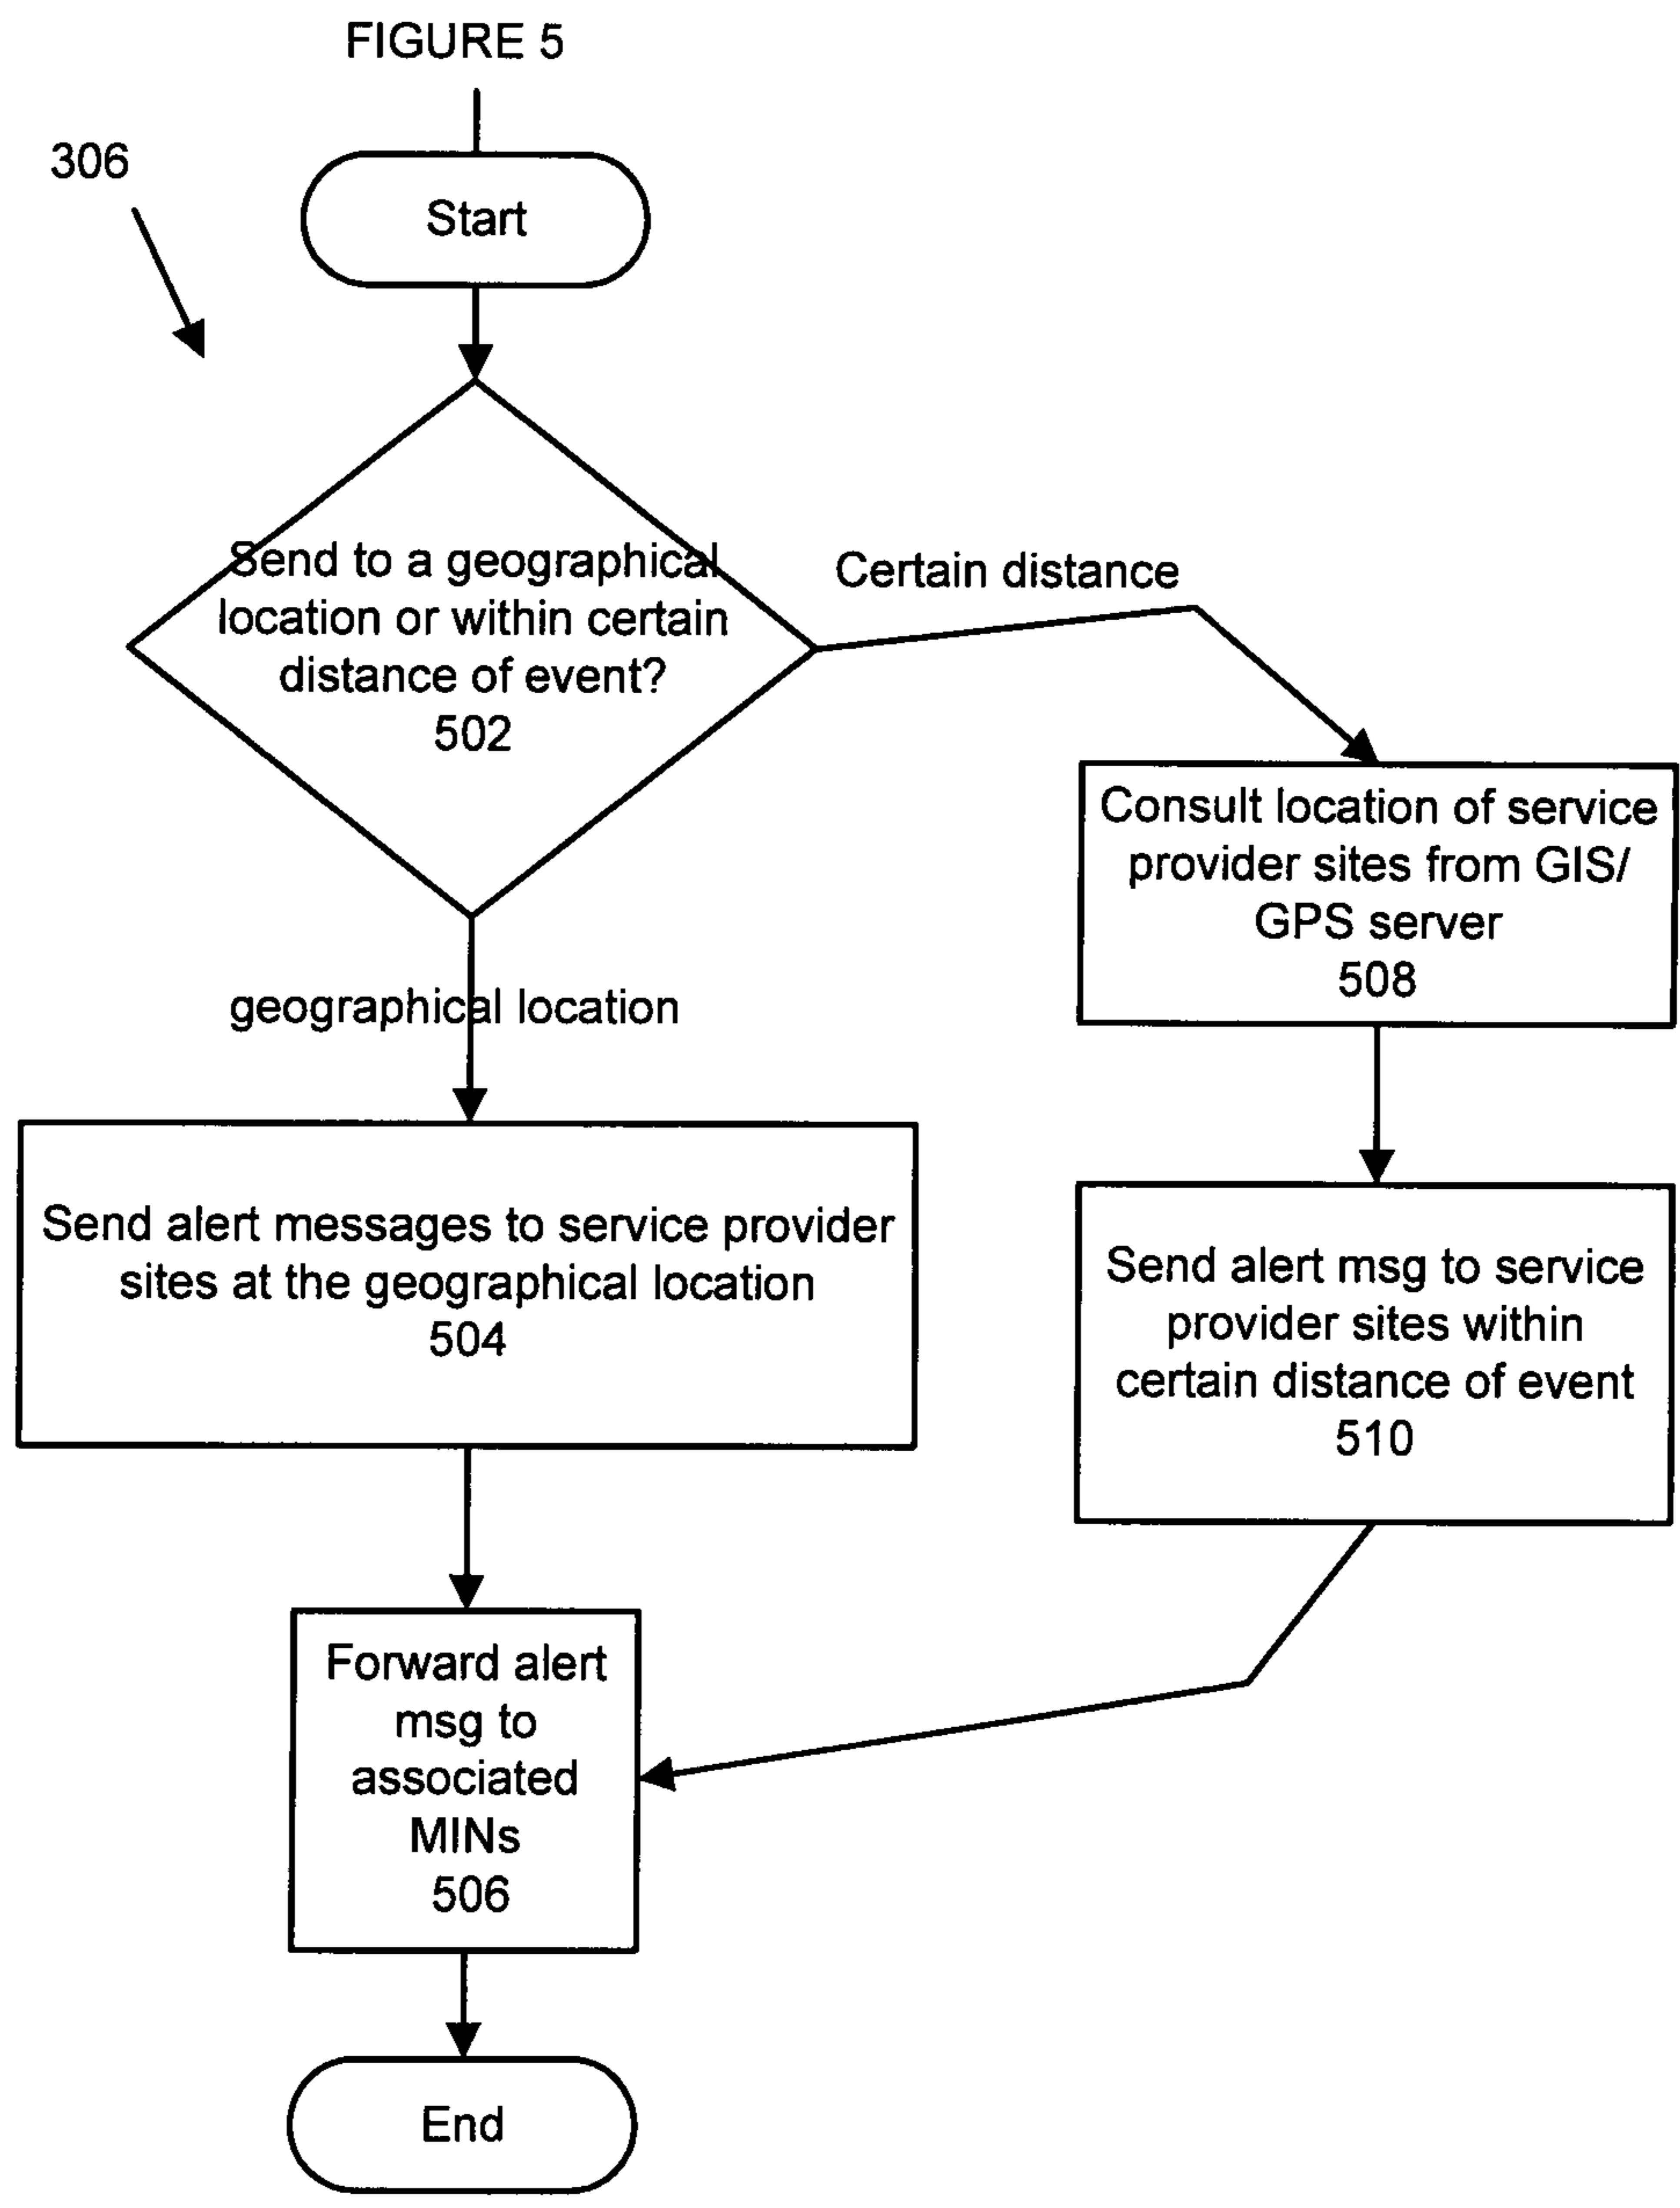 FIGURE 5
306
Start
Send to a geographical
location or within certain
distance of event?
502
Certain distance
geographical location
Consult location of service
provider sites from GIS/
GPS server
508
Send alert messages to service provider
sites at the geographical location
504
Send alert msg to service
provider sites within
certain distance of event
510
Forward alert
msg to
associated
MINs
506
End